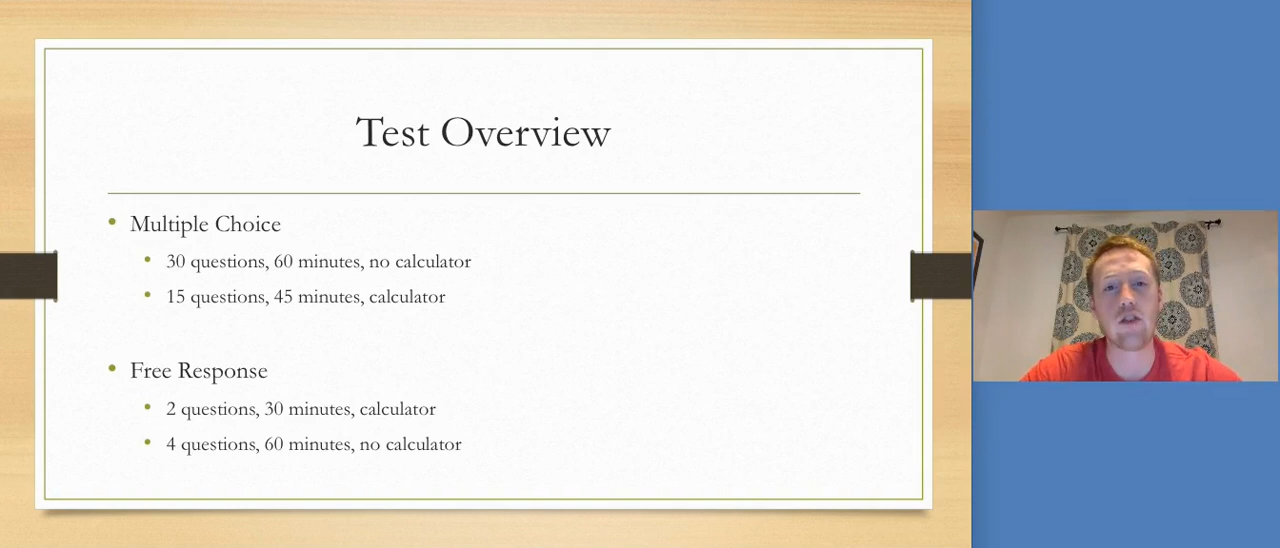 Test Overview
Multiple Choice
30 questions, 60 minutes, no calculator
15 questions, 45 minutes, calculator
Free Response
2 questions, 30 minutes, calculator
4 questions, 60 minutes, no calculator